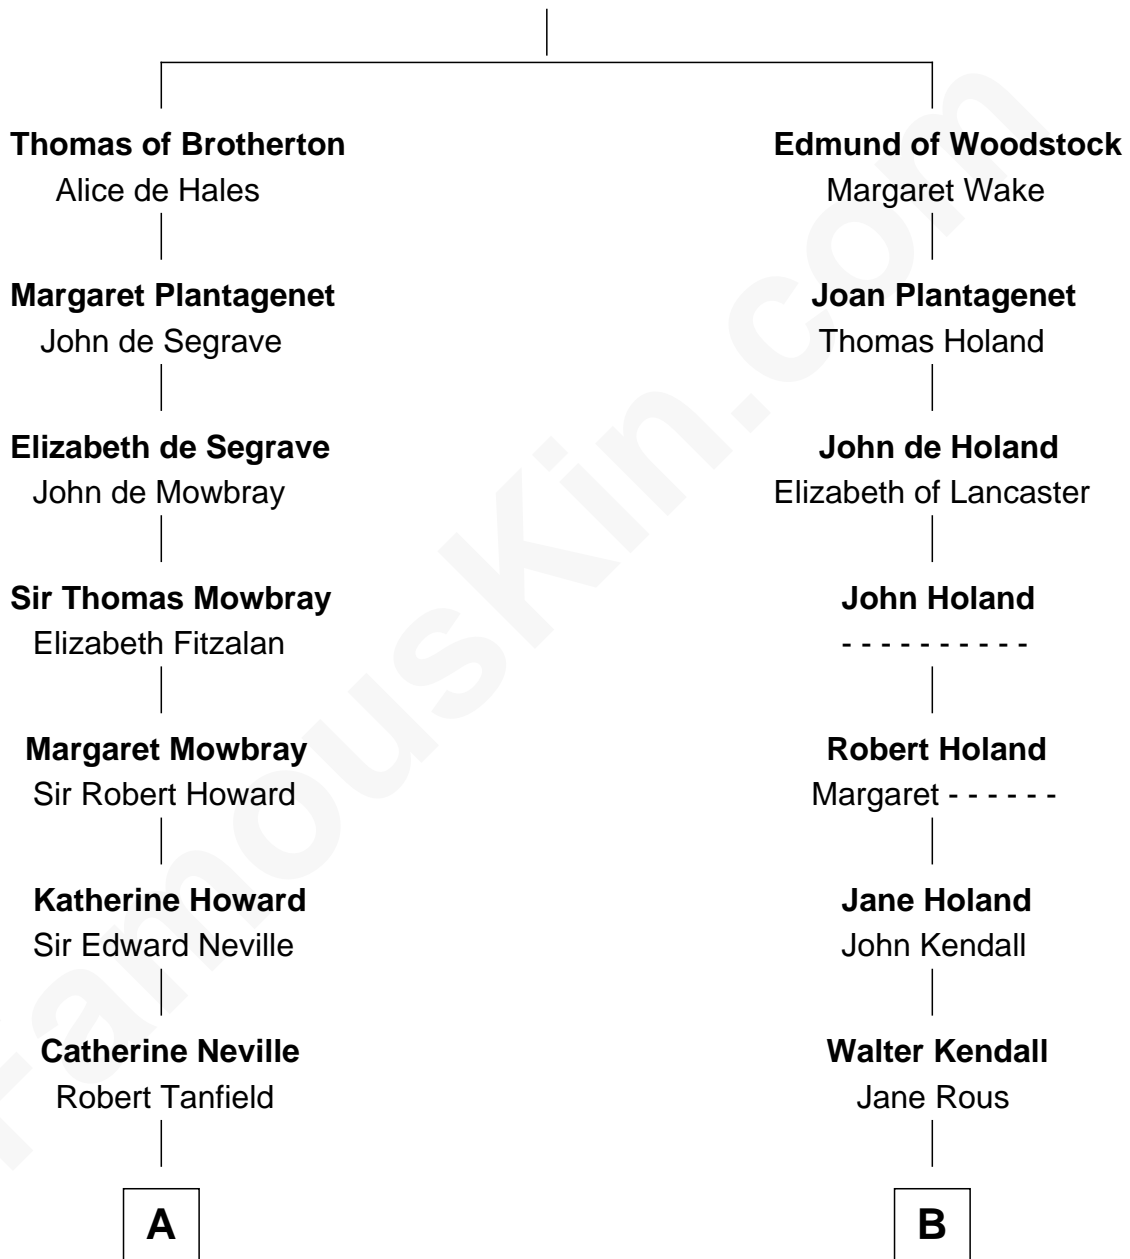 Thomas of Brotherton
Alice de Hales
Margaret Plantagenet
John de Segrave
Elizabeth de Segrave
John de Mowbray
Sir Thomas Mowbray
Elizabeth Fitzalan
Margaret Mowbray
Sir Robert Howard
Katherine Howard
Sir Edward Neville
Catherine Neville
Robert Tanfield
A
Edmund of Woodstock
Margaret Wake
Joan Plantagenet
Thomas Holand
John de Holand
Elizabeth of Lancaster
John Holand
- - - - - - - - - -
Robert Holand
Margaret - - - - - -
Jane Holand
John Kendall
Walter Kendall
Jane Rous
B
FamousKin.com